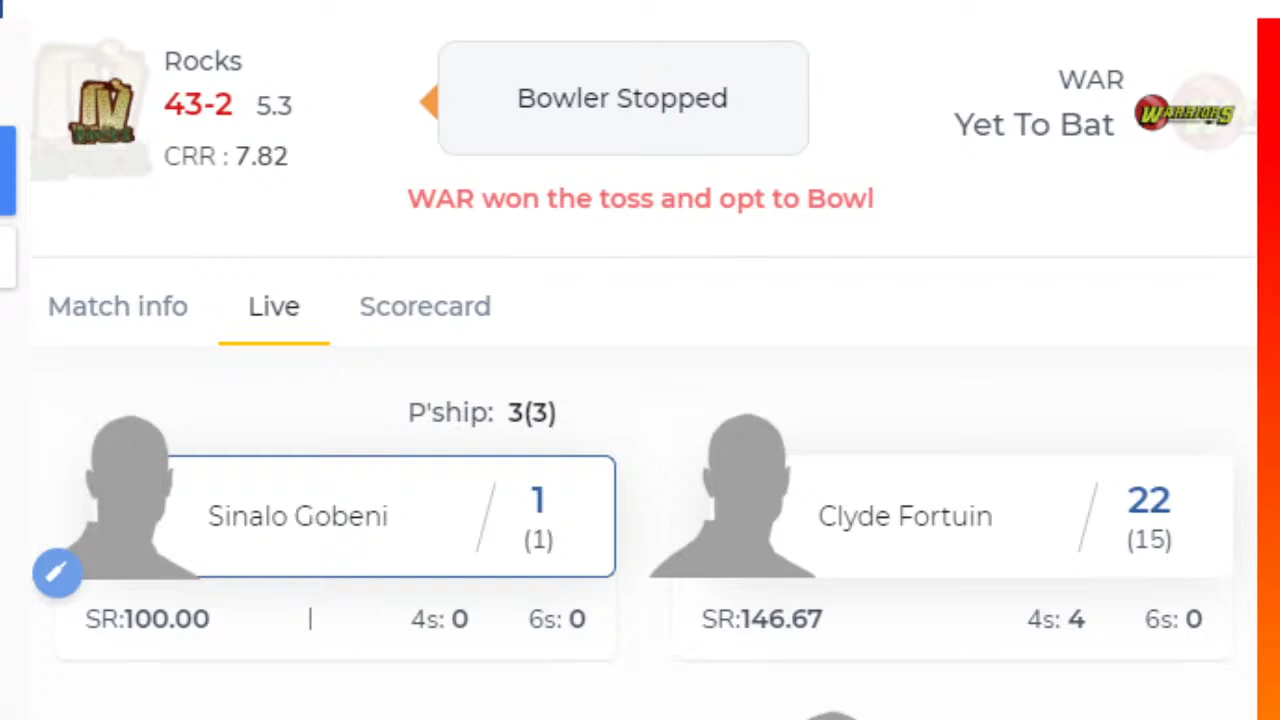 Rocks
43-2 5.3
CRR : 7.82
Bowler Stopped
WAR
Yet To Bat
WARRIORS
WAR won the toss and opt to Bowl
Match info Live Scorecard
P'ship: 3(3)
Sinalo Gobeni 1 (1)
Clyde Fortuin 22 (15)
SR:100.00 | 4s: 0 6s: 0
SR:146.67 4s: 4 6s: 0